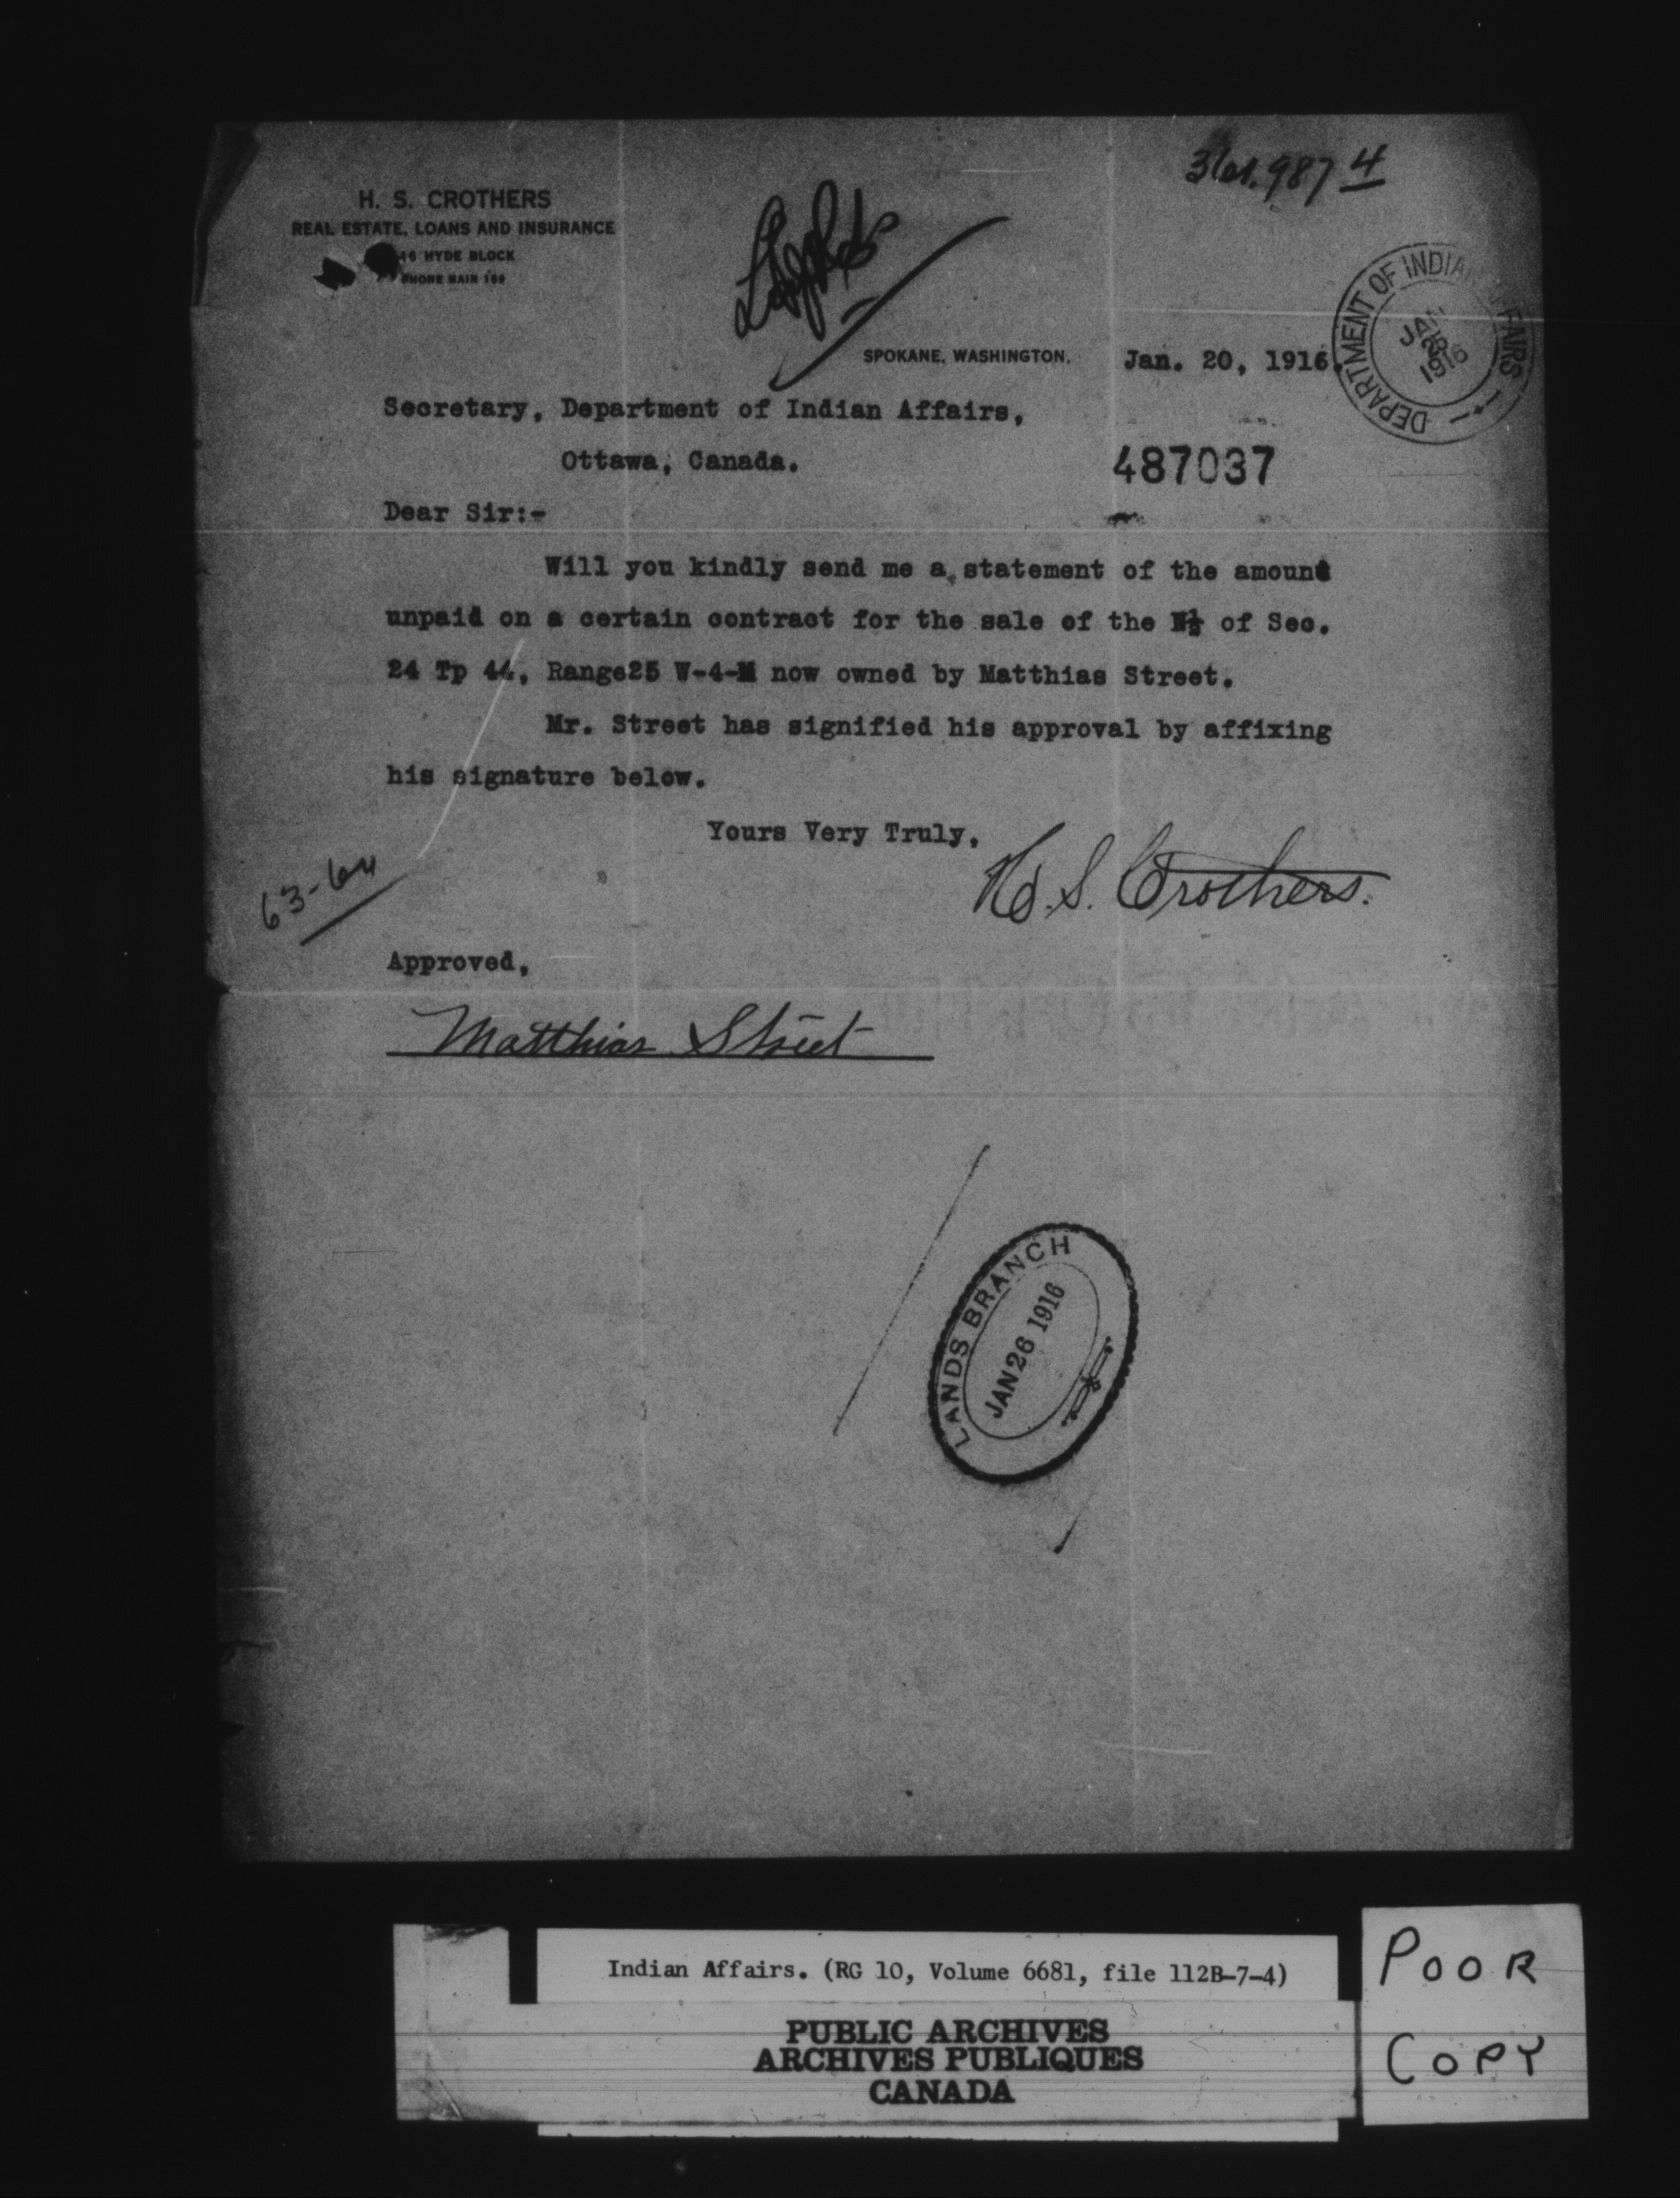 H. S. CROTHERS
REAL ESTATE, LOANS AND INSURANCE
16 HYDE BLOCK
PHONE MAIN 169
987 4
DEPARTMENT OF INDIAN AFFAIRS
JAN
1916
SPOKANE, WASHINGTON. Jan. 20, 1916.
Secretary, Department of Indian Affairs,
Ottawa, Canada.
487037
Dear Sir:-
Will you kindly send me a statement of the amount
unpaid on a certain contract for the sale of the N½ of Sec.
24 Tp 44, Range25 W-4-M now owned by Matthias Street.
Mr. Street has signified his approval by affixing
his signature below.
Yours Very Truly,
H. S. Crothers.
63-64
Approved,
Matthias Street
LANDS BRANCH
JAN 26 1916
Indian Affairs. (RG 10, Volume 6681, file 112B-7-4)
PUBLIC ARCHIVES
ARCHIVES PUBLIQUES
CANADA
POOR
COPY